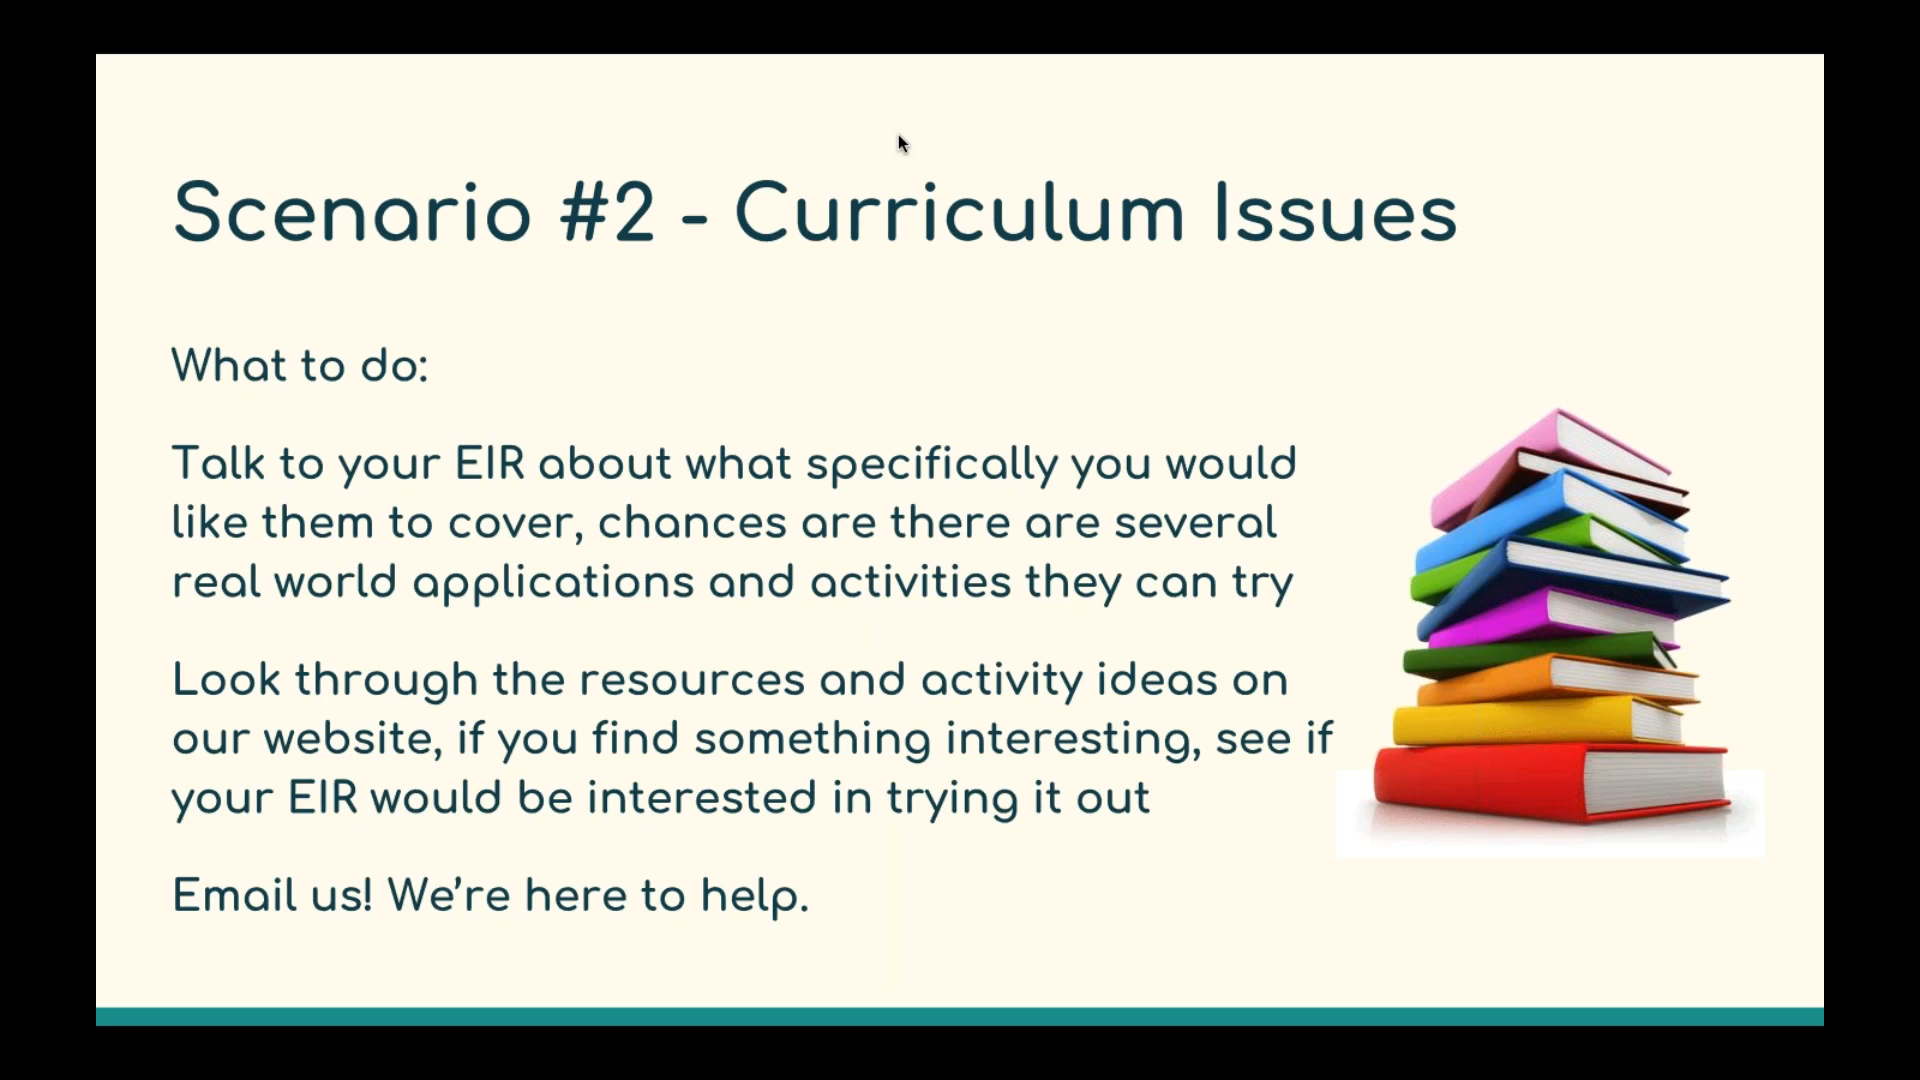 Scenario #2 - Curriculum Issues
What to do:
Talk to your EIR about what specifically you would
like them to cover, chances are there are several
real world applications and activities they can try
Look through the resources and activity ideas on
our website, if you find something interesting, see if
your EIR would be interested in trying it out
Email us! We’re here to help.